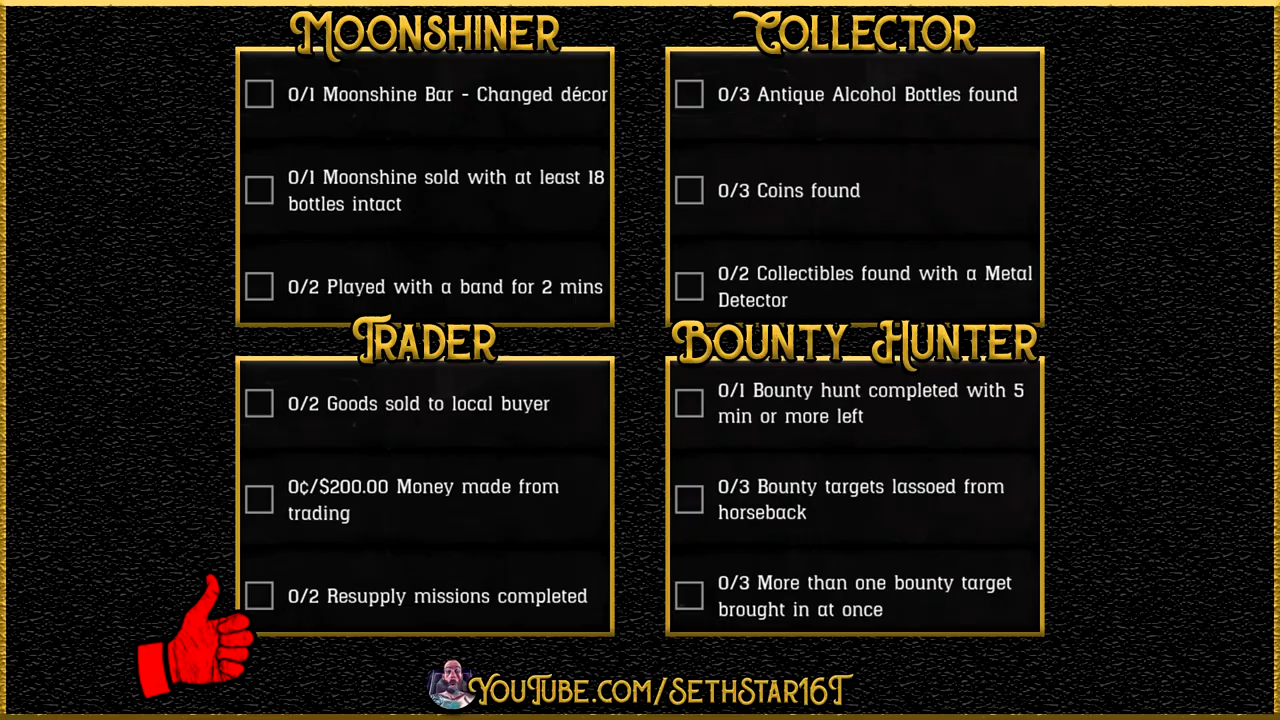 Moonshiner
0/1 Moonshine Bar - Changed décor
0/1 Moonshine sold with at least 18
bottles intact
0/2 Played with a band for 2 mins
Collector
0/3 Antique Alcohol Bottles found
0/3 Coins found
0/2 Collectibles found with a Metal
Detector
Trader
0/2 Goods sold to local buyer
0¢/$200.00 Money made from
trading
0/2 Resupply missions completed
Bounty Hunter
0/1 Bounty hunt completed with 5
min or more left
0/3 Bounty targets lassoed from
horseback
0/3 More than one bounty target
brought in at once
YouTube.com/SethStar16T